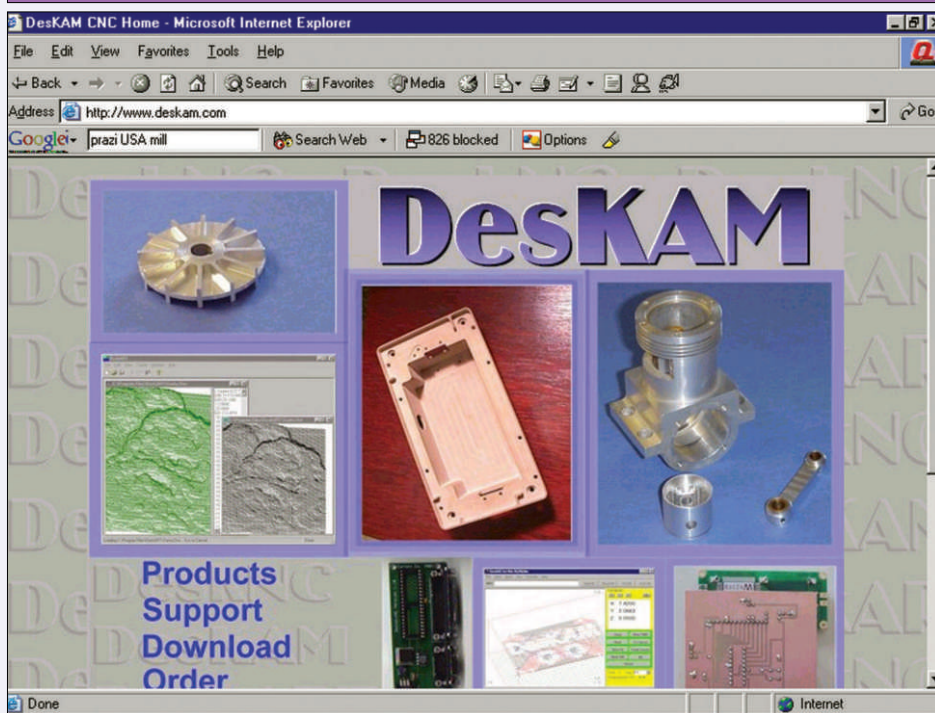 DesKAM CNC Home - Microsoft Internet Explorer
File Edit View Favorites Tools Help
Back Search Favorites Media
Address http://www.deskam.com Go
Google prazi USA mill Search Web 826 blocked Options
DesKAM
Products
Support
Download
Order
Done Internet